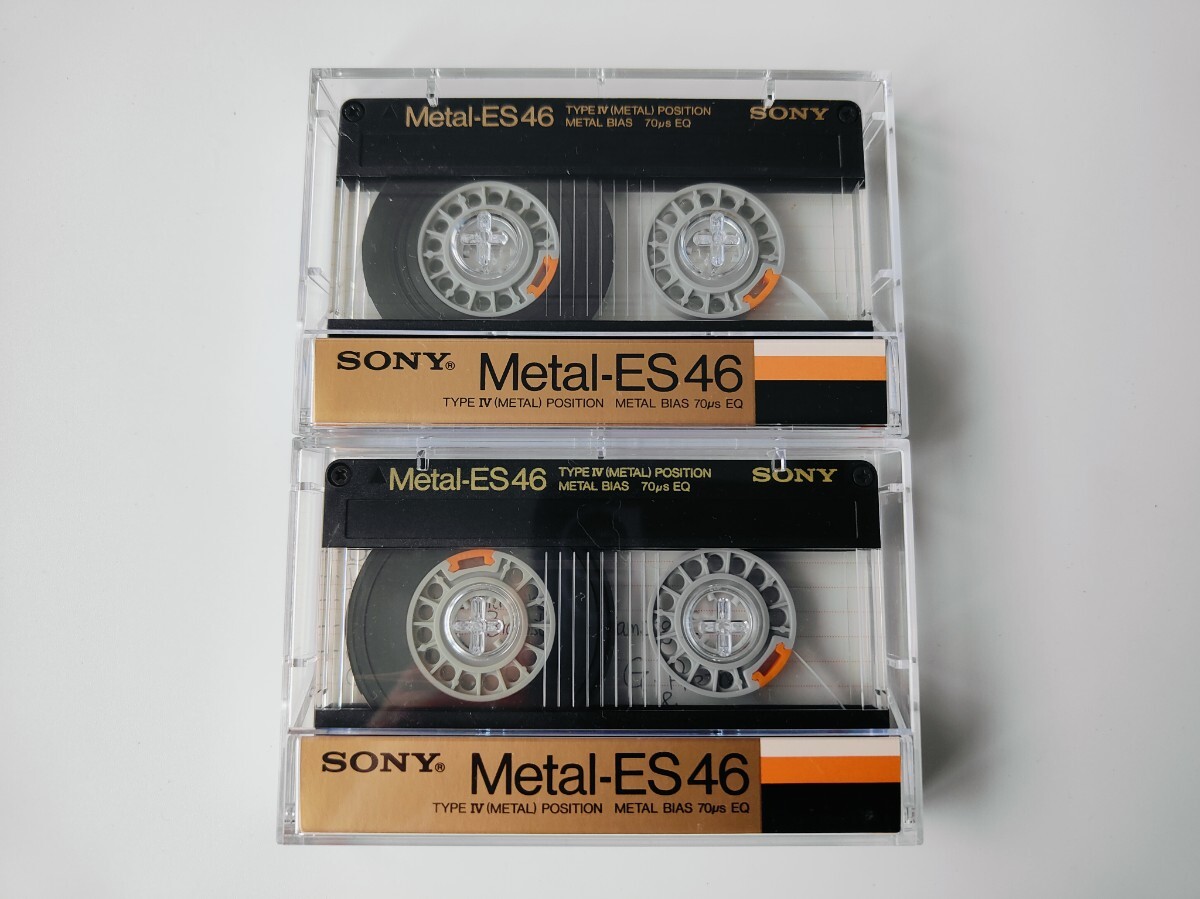 Metal-ES46 TYPE IV (METAL) POSITION SONY
METAL BIAS 70µs EQ
SONY® Metal-ES46
TYPE IV (METAL) POSITION METAL BIAS 70µs EQ
Metal-ES46 TYPE IV (METAL) POSITION SONY
METAL BIAS 70µs EQ
SONY® Metal-ES46
TYPE IV (METAL) POSITION METAL BIAS 70µs EQ